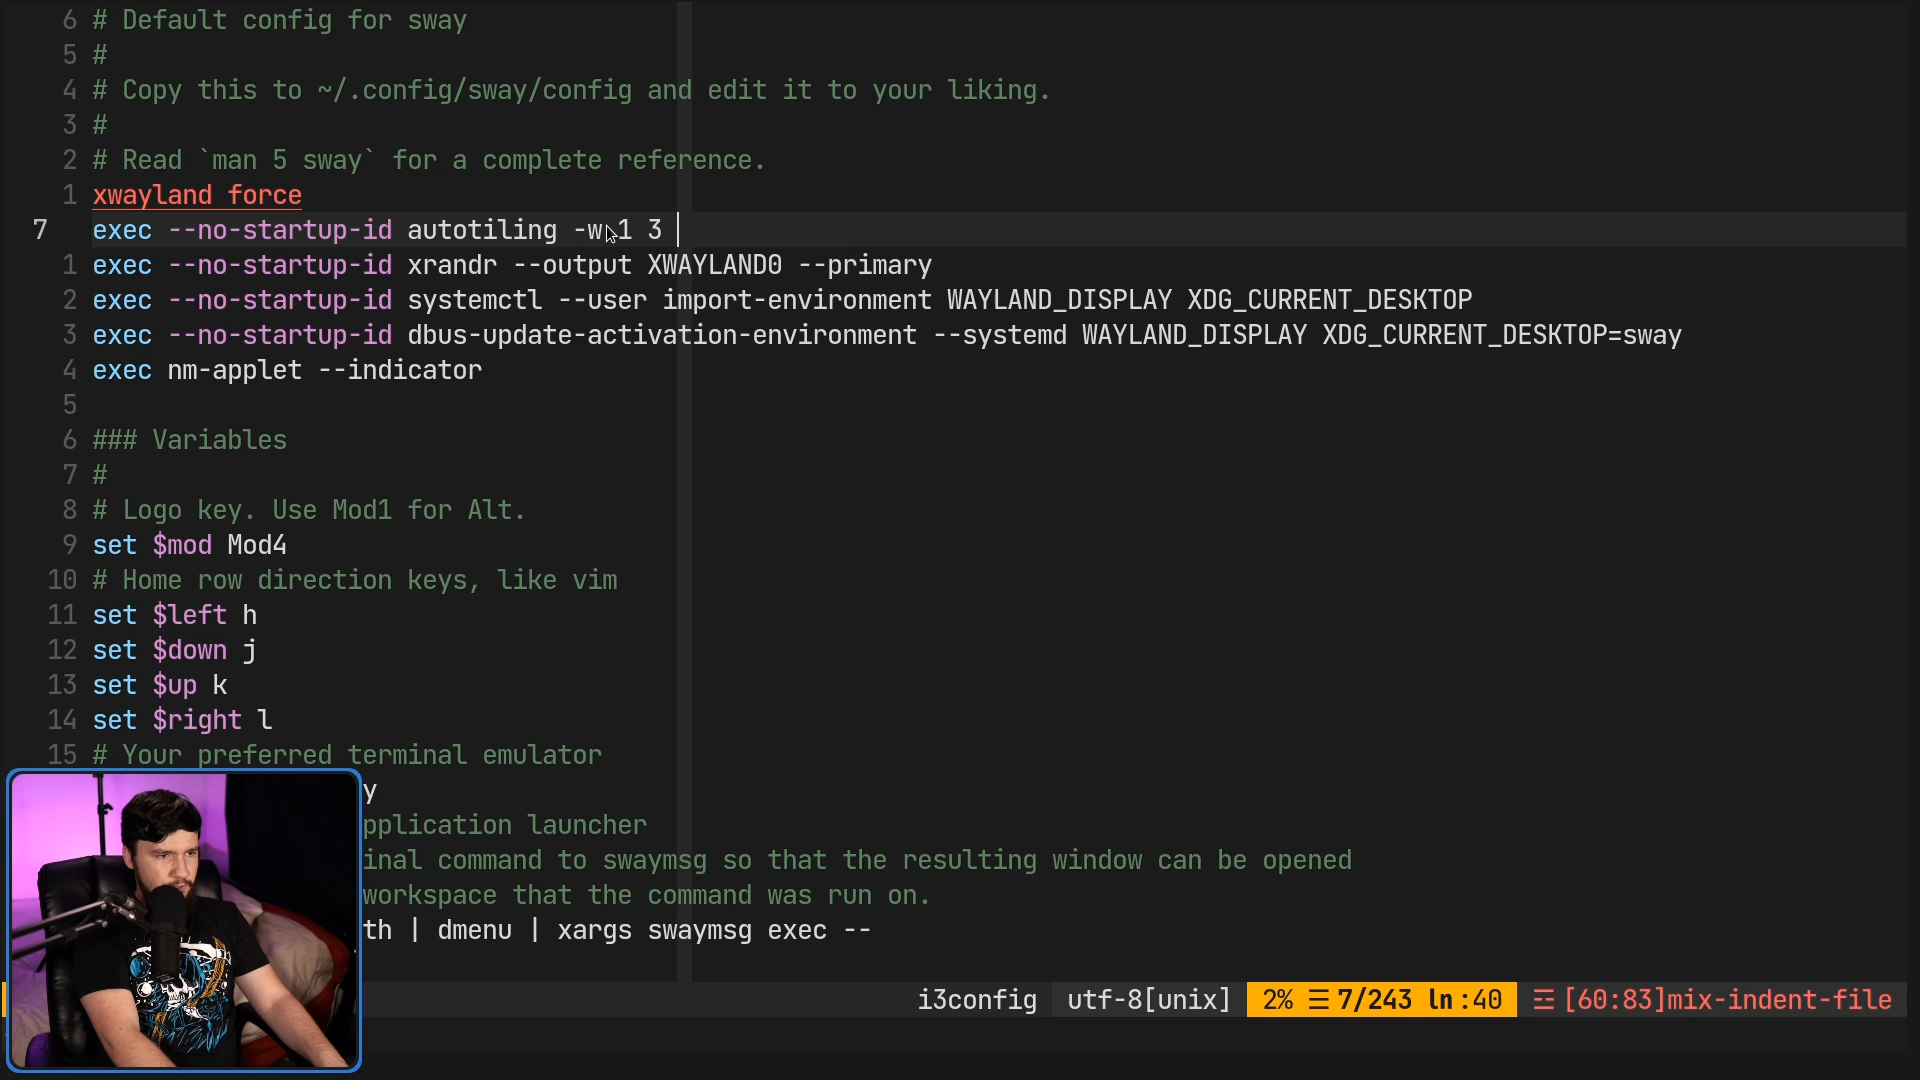 6 # Default config for sway
5 #
4 # Copy this to ~/.config/sway/config and edit it to your liking.
3 #
2 # Read `man 5 sway` for a complete reference.
1 xwayland force
7 exec --no-startup-id autotiling -w 1 3
1 exec --no-startup-id xrandr --output XWAYLAND0 --primary
2 exec --no-startup-id systemctl --user import-environment WAYLAND_DISPLAY XDG_CURRENT_DESKTOP
3 exec --no-startup-id dbus-update-activation-environment --systemd WAYLAND_DISPLAY XDG_CURRENT_DESKTOP=sway
4 exec nm-applet --indicator
5
6 ### Variables
7 #
8 # Logo key. Use Mod1 for Alt.
9 set $mod Mod4
10 # Home row direction keys, like vim
11 set $left h
12 set $down j
13 set $up k
14 set $right l
15 # Your preferred terminal emulator
y
pplication launcher
inal command to swaymsg so that the resulting window can be opened
workspace that the command was run on.
th | dmenu | xargs swaymsg exec --
i3config utf-8[unix] 2% ☰ 7/243 ln :40 ☲ [60:83]mix-indent-file